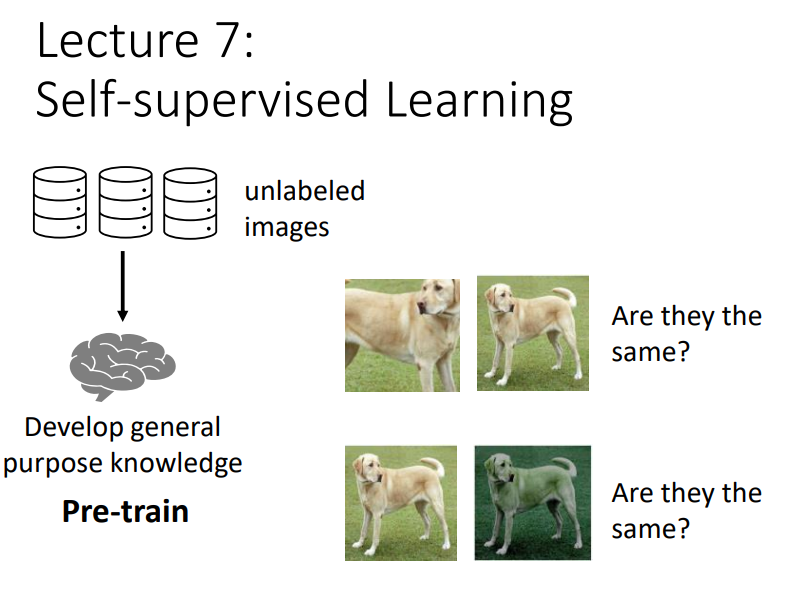 Lecture 7:
Self-supervised Learning
unlabeled
images
Develop general
purpose knowledge
Pre-train
Are they the
same?
Are they the
same?